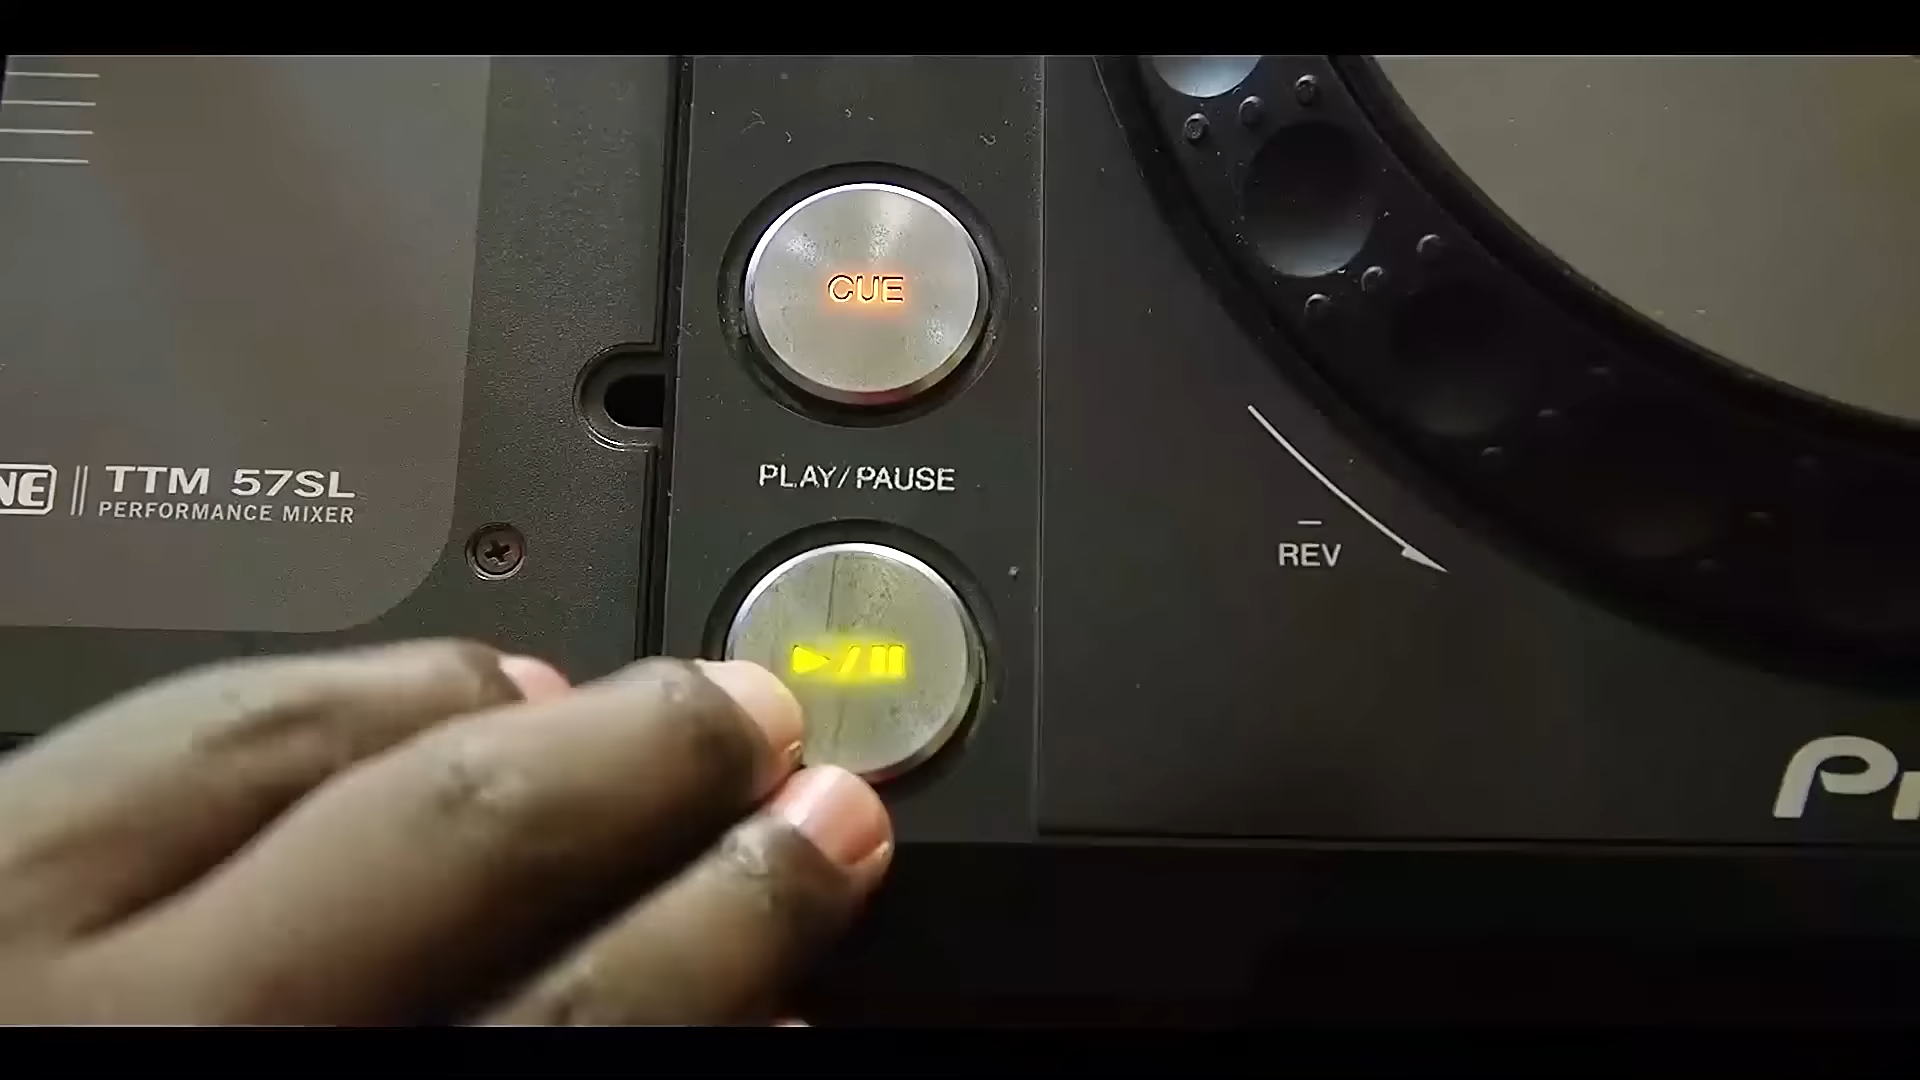 CUE
PLAY/PAUSE
NE TTM 57SL
PERFORMANCE MIXER
REV